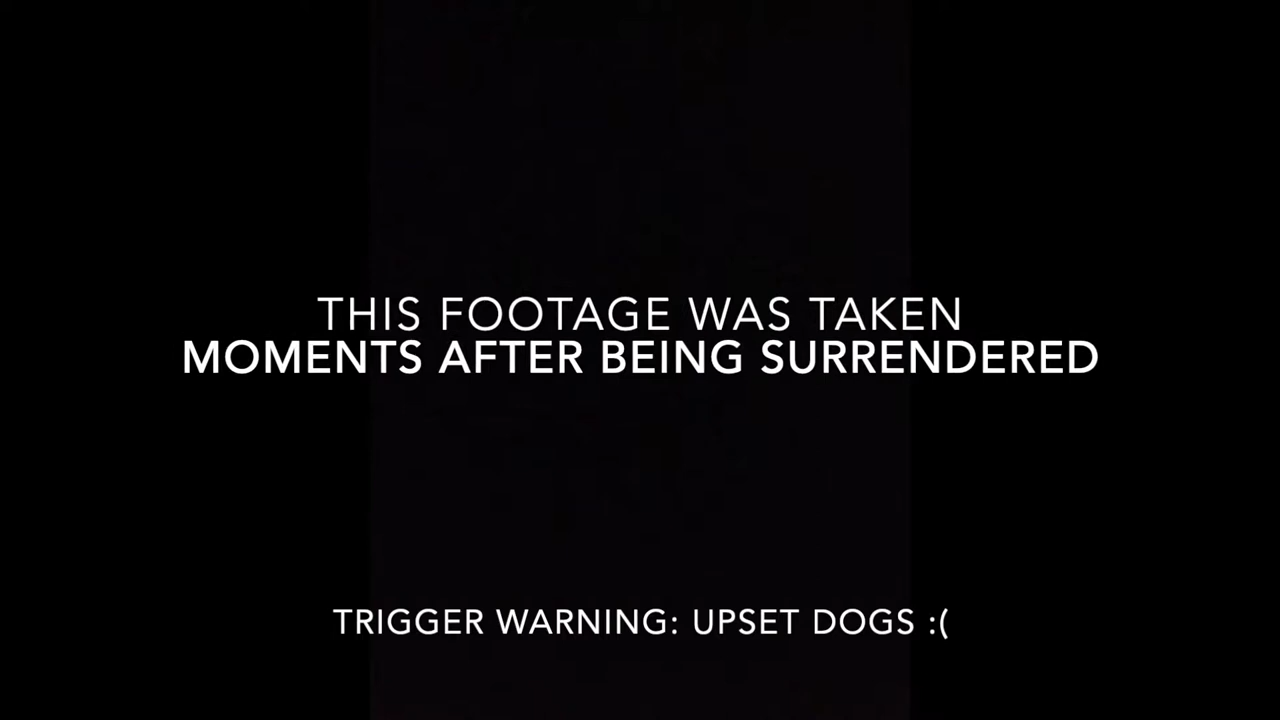 THIS FOOTAGE WAS TAKEN
MOMENTS AFTER BEING SURRENDERED
TRIGGER WARNING: UPSET DOGS :(